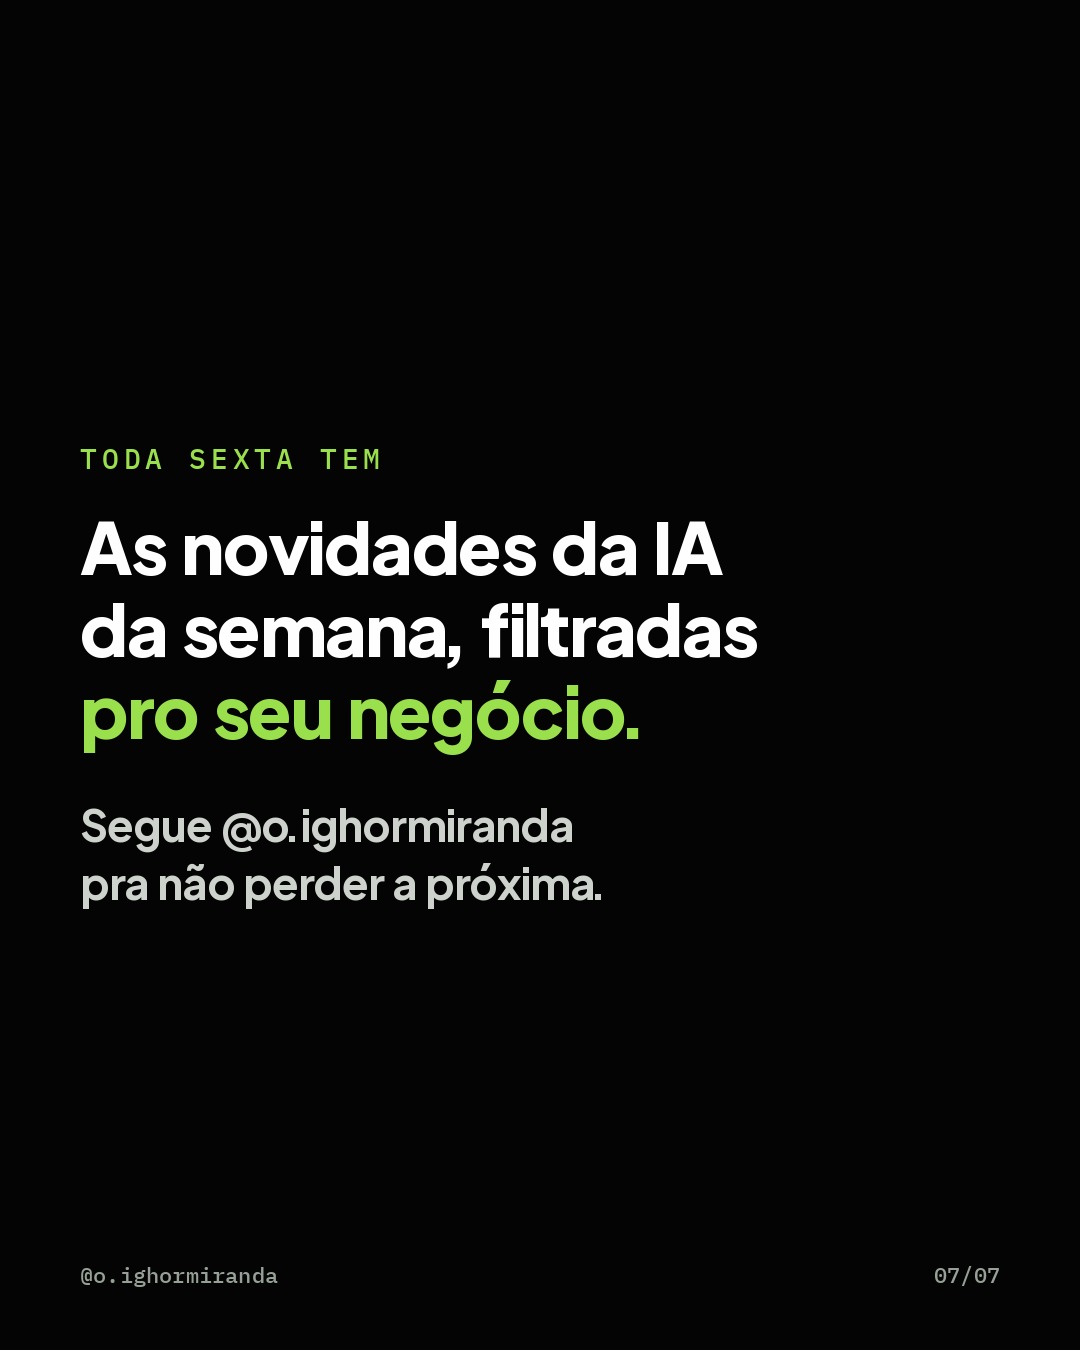 TODA SEXTA TEM
As novidades da IA
da semana, filtradas
pro seu negócio.
Segue @o.ighormiranda
pra não perder a próxima.
@o.ighormiranda
07/07